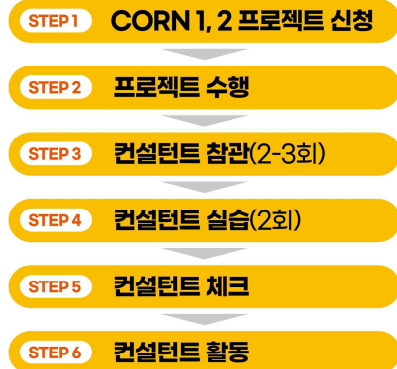 STEP 1 CORN 1, 2 프로젝트 신청
STEP 2 프로젝트 수행
STEP 3 컨설턴트 참관(2-3회)
STEP 4 컨설턴트 실습(2회)
STEP 5 컨설턴트 체크
STEP 6 컨설턴트 활동